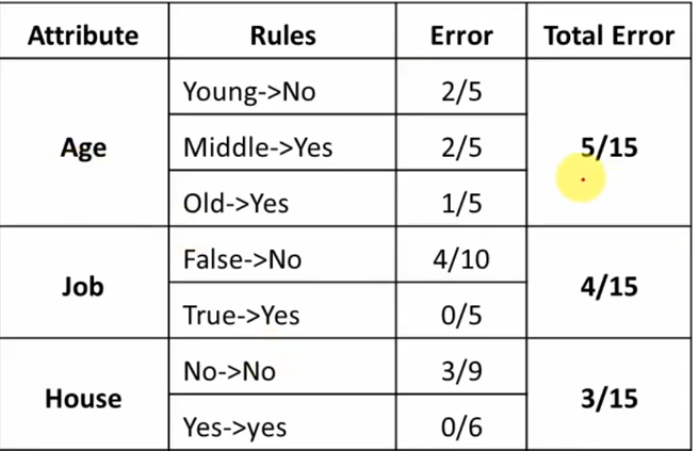 Attribute Rules Error Total Error
Young->No 2/5
Age Middle->Yes 2/5 5/15
Old->Yes 1/5
False->No 4/10
Job 4/15
True->Yes 0/5
No->No 3/9
House 3/15
Yes->yes 0/6